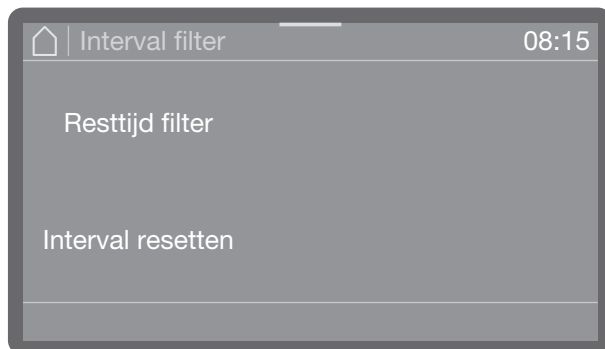 Interval filter 08:15
Resttijd filter
Interval resetten